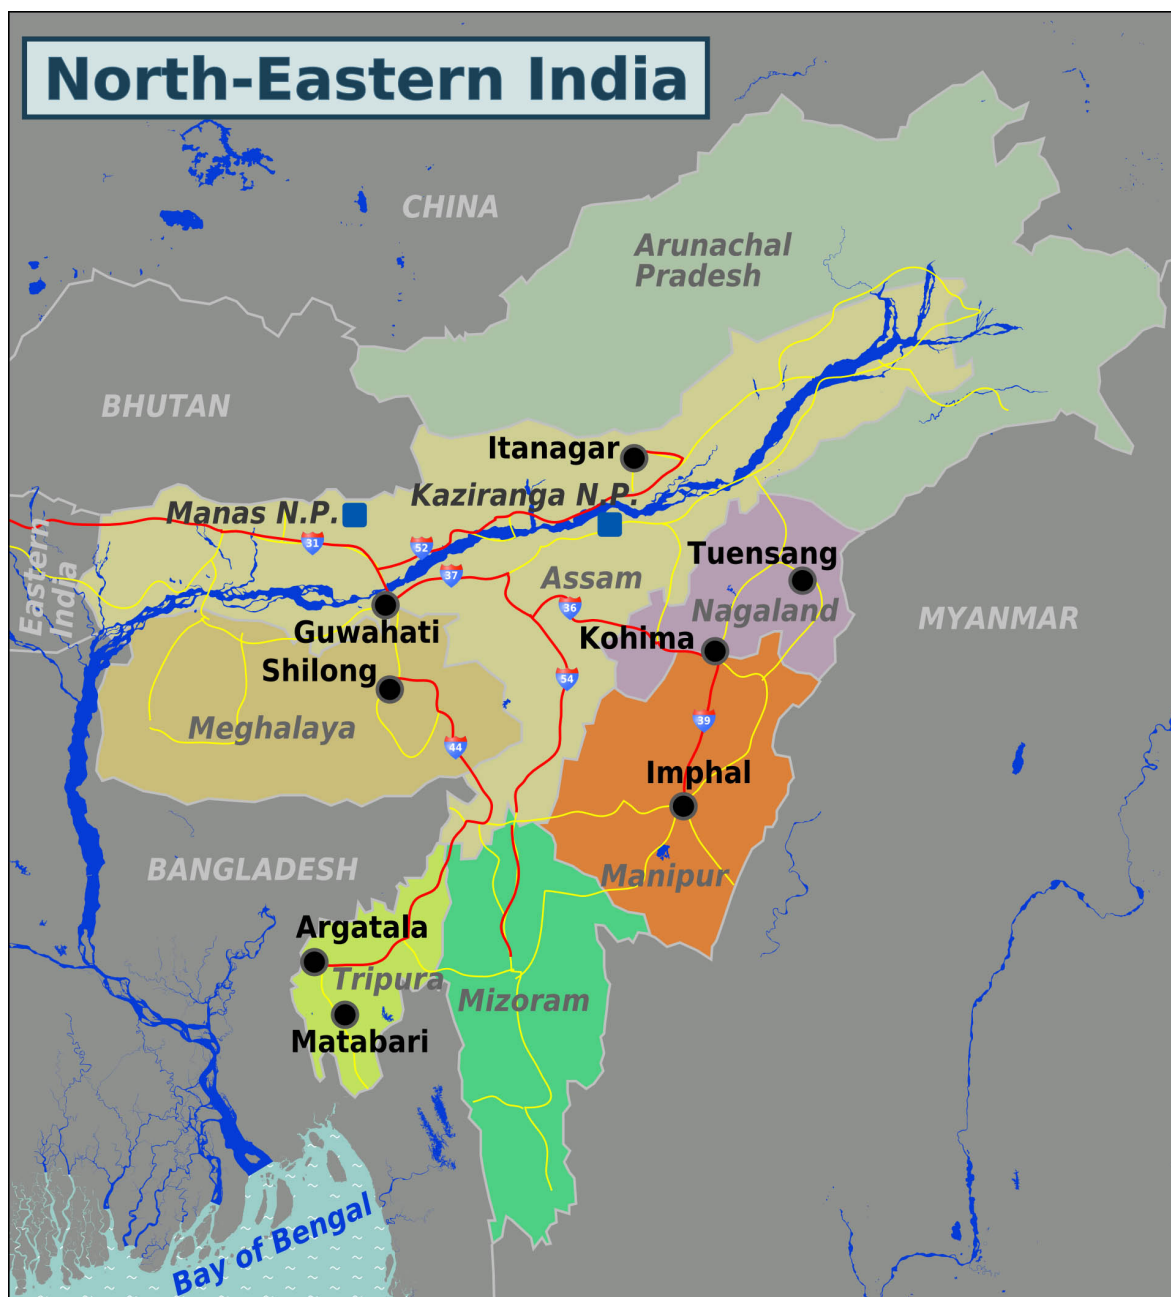 North-Eastern India
CHINA
Arunachal
Pradesh
BHUTAN
Itanagar
Kaziranga N.P.
Manas N.P.
31
52
37
Tuensang
Assam
Eastern
India
36
Nagaland
MYANMAR
Guwahati
Kohima
Shilong
54
Meghalaya
39
44
Imphal
BANGLADESH
Manipur
Argatala
Tripura
Mizoram
Matabari
Bay of Bengal